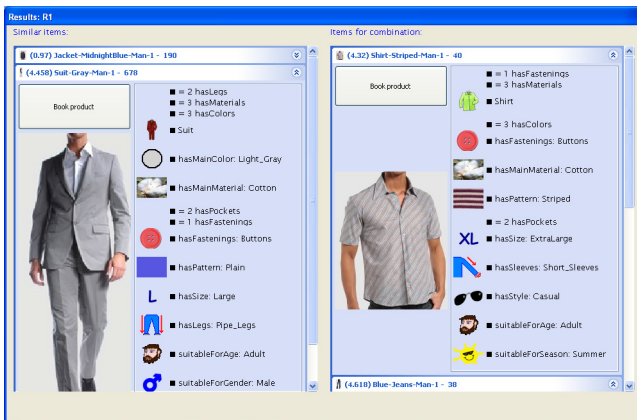 Results: R1
Similar items:
(0.97) Jacket-MidnightBlue-Man-1 - 190
(4.458) Suit-Gray-Man-1 - 678
Book product
= 2 hasLegs
= 3 hasMaterials
= 3 hasColors
Suit
hasMainColor: Light_Gray
hasMainMaterial: Cotton
= 2 hasPockets
= 1 hasFastenings
hasFastenings: Buttons
hasPattern: Plain
L
hasSize: Large
hasLegs: Pipe_Legs
suitableForAge: Adult
suitableForGender: Male
Items for combination:
(4.32) Shirt-Striped-Man-1 - 40
Book product
= 1 hasFastenings
= 3 hasMaterials
Shirt
= 3 hasColors
hasFastenings: Buttons
hasMainMaterial: Cotton
hasPattern: Striped
= 2 hasPockets
XL
hasSize: ExtraLarge
hasSleeves: Short_Sleeves
hasStyle: Casual
suitableForAge: Adult
suitableForSeason: Summer
(4.618) Blue-Jeans-Man-1 - 38